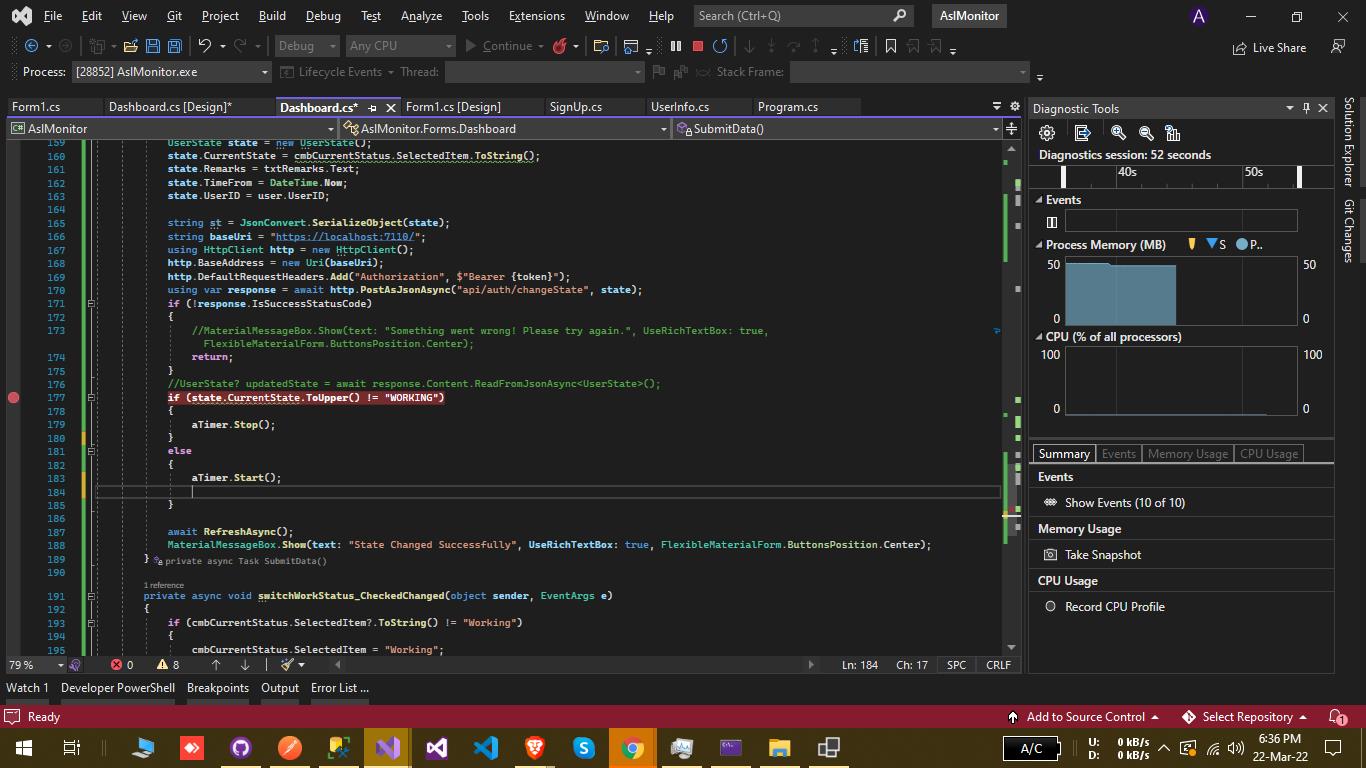 File Edit View Git Project Build Debug Test Analyze Tools Extensions Window Help Search (Ctrl+Q) AslMonitor A
Debug Any CPU Continue Live Share
Process: [28852] AslMonitor.exe Lifecycle Events Thread: Stack Frame:
Form1.cs Dashboard.cs [Design]* Dashboard.cs* Form1.cs [Design] SignUp.cs UserInfo.cs Program.cs
AslMonitor AslMonitor.Forms.Dashboard SubmitData()
159 UserState state = new UserState();
160 state.CurrentState = cmbCurrentStatus.SelectedItem.ToString();
161 state.Remarks = txtRemarks.Text;
162 state.TimeFrom = DateTime.Now;
163 state.UserID = user.UserID;
164
165 string st = JsonConvert.SerializeObject(state);
166 string baseUri = "https://localhost:7110/";
167 using HttpClient http = new HttpClient();
168 http.BaseAddress = new Uri(baseUri);
169 http.DefaultRequestHeaders.Add("Authorization", $"Bearer {token}");
170 using var response = await http.PostAsJsonAsync("api/auth/changeState", state);
171 if (!response.IsSuccessStatusCode)
172 {
173 //MaterialMessageBox.Show(text: "Something went wrong! Please try again.", UseRichTextBox: true,
FlexibleMaterialForm.ButtonsPosition.Center);
174 return;
175 }
176 //UserState? updatedState = await response.Content.ReadFromJsonAsync<UserState>();
177 if (state.CurrentState.ToUpper() != "WORKING")
178 {
179 aTimer.Stop();
180 }
181 else
182 {
183 aTimer.Start();
184
185 }
186
187 await RefreshAsync();
188 MaterialMessageBox.Show(text: "State Changed Successfully", UseRichTextBox: true, FlexibleMaterialForm.ButtonsPosition.Center);
189 } private async Task SubmitData()
190
1 reference
191 private async void switchWorkStatus_CheckedChanged(object sender, EventArgs e)
192 {
193 if (cmbCurrentStatus.SelectedItem?.ToString() != "Working")
194 {
195 cmbCurrentStatus.SelectedItem = "Working";
79 % 0 8 Ln: 184 Ch: 17 SPC CRLF
Diagnostic Tools
Diagnostics session: 52 seconds
40s 50s
Events
Process Memory (MB) S P..
50 50
0 0
CPU (% of all processors)
100 100
0 0
Summary Events Memory Usage CPU Usage
Events
Show Events (10 of 10)
Memory Usage
Take Snapshot
CPU Usage
Record CPU Profile
Solution Explorer
Git Changes
Watch 1 Developer PowerShell Breakpoints Output Error List ...
Ready Add to Source Control Select Repository 1
A/C U: 0 kB/s
D: 0 kB/s
6:36 PM
22-Mar-22